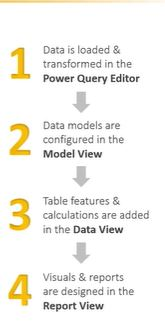 1
Data is loaded &
transformed in the
Power Query Editor
2
Data models are
configured in the
Model View
3
Table features &
calculations are added
in the Data View
4
Visuals & reports
are designed in the
Report View